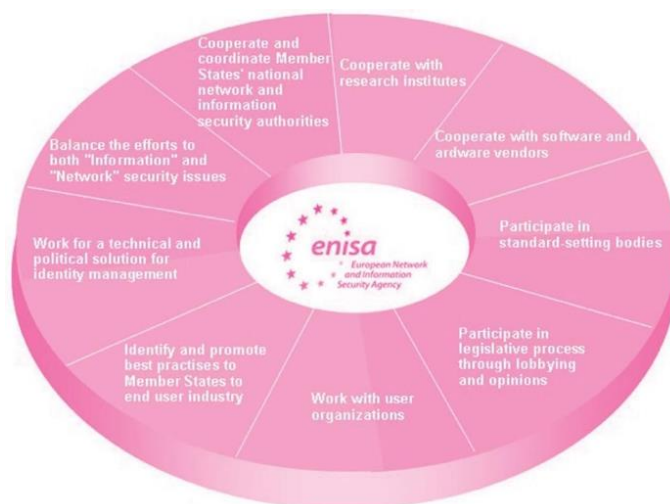 Cooperate and
coordinate Member
States' national
network and
information
security authorities
Cooperate with
research institutes
Cooperate with software and h
ardware vendors
Participate in
standard-setting bodies
Participate in
legislative process
through lobbying
and opinions
Work with user
organizations
Identify and promote
best practises to
Member States to
end user industry
Work for a technical and
political solution for
identity management
Balance the efforts to
both "Information" and
"Network" security issues
enisa
European Network
and Information
Security Agency